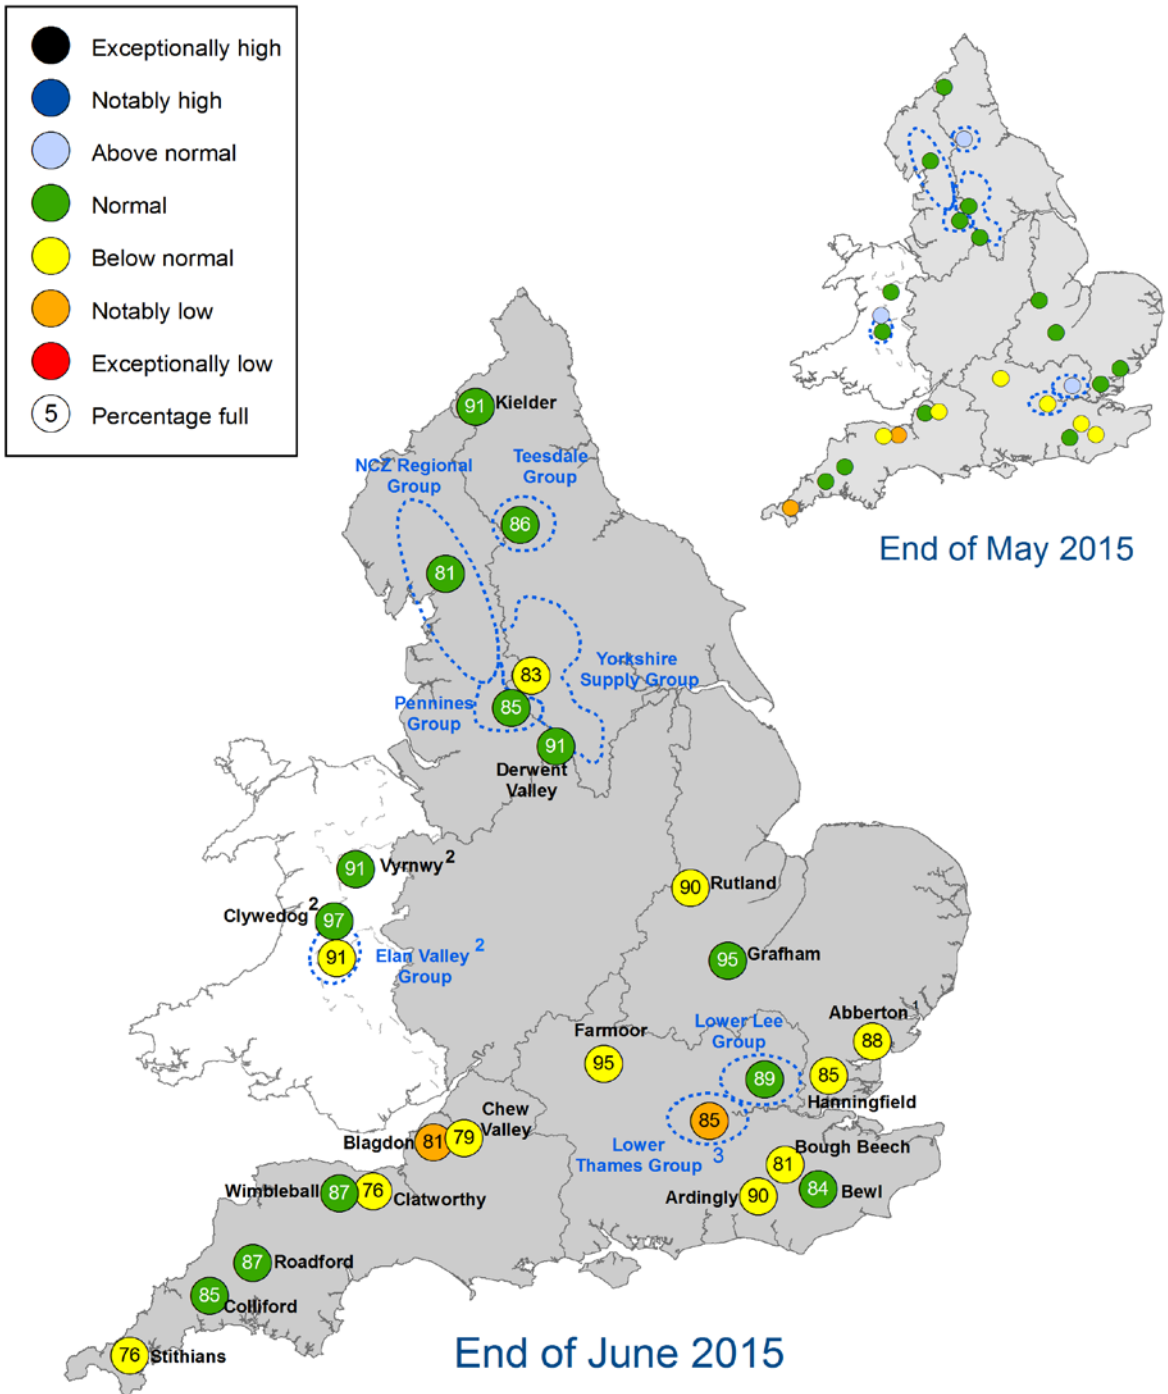 Exceptionally high
Notably high
Above normal
Normal
Below normal
Notably low
Exceptionally low
5 Percentage full
End of May 2015
91 Kielder
NCZ Regional
Group
Teesdale
Group
86
81
Yorkshire
Supply Group
83
Pennines
Group
85
91
Derwent
Valley
91 Vyrnwy 2
Clywedog 2
97
91
Elan Valley 2
Group
90 Rutland
95 Grafham
Abberton 1
88
Farmoor
95
Lower Lee
Group
89
85
Hanningfield
85
Lower
Thames Group 3
Chew
Valley
Blagdon 81 79
Bough Beech
81
Ardingly 90
84 Bewl
Wimbleball 87 76 Clatworthy
87 Roadford
85 Colliford
76 Stithians
End of June 2015